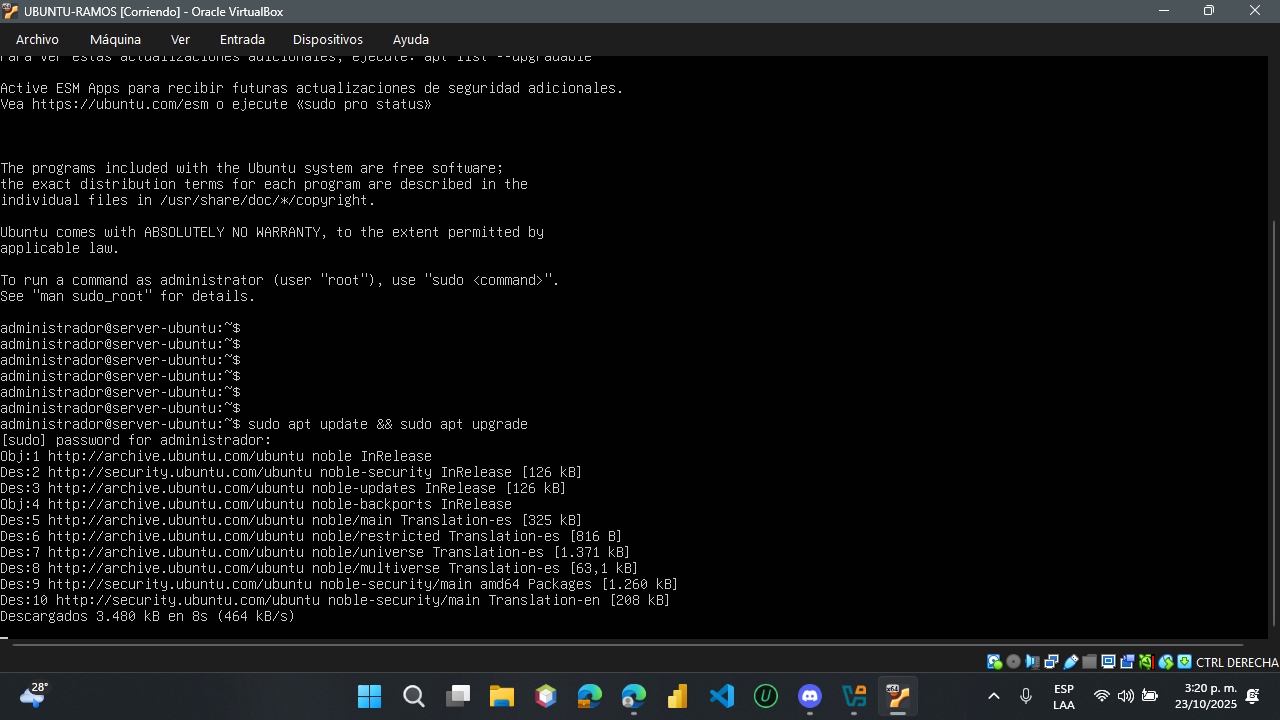 UBUNTU-RAMOS [Corriendo] - Oracle VirtualBox
Archivo Máquina Ver Entrada Dispositivos Ayuda
Para ver estas actualizaciones adicionales, ejecute: apt list --upgradable
Active ESM Apps para recibir futuras actualizaciones de seguridad adicionales.
Vea https://ubuntu.com/esm o ejecute «sudo pro status»
The programs included with the Ubuntu system are free software;
the exact distribution terms for each program are described in the
individual files in /usr/share/doc/*/copyright.
Ubuntu comes with ABSOLUTELY NO WARRANTY, to the extent permitted by
applicable law.
To run a command as administrator (user "root"), use "sudo <command>".
See "man sudo_root" for details.
administrador@server-ubuntu:~$
administrador@server-ubuntu:~$
administrador@server-ubuntu:~$
administrador@server-ubuntu:~$
administrador@server-ubuntu:~$
administrador@server-ubuntu:~$
administrador@server-ubuntu:~$ sudo apt update && sudo apt upgrade
[sudo] password for administrador:
Obj:1 http://archive.ubuntu.com/ubuntu noble InRelease
Des:2 http://security.ubuntu.com/ubuntu noble-security InRelease [126 kB]
Des:3 http://archive.ubuntu.com/ubuntu noble-updates InRelease [126 kB]
Obj:4 http://archive.ubuntu.com/ubuntu noble-backports InRelease
Des:5 http://archive.ubuntu.com/ubuntu noble/main Translation-es [325 kB]
Des:6 http://archive.ubuntu.com/ubuntu noble/restricted Translation-es [816 B]
Des:7 http://archive.ubuntu.com/ubuntu noble/universe Translation-es [1.371 kB]
Des:8 http://archive.ubuntu.com/ubuntu noble/multiverse Translation-es [63,1 kB]
Des:9 http://security.ubuntu.com/ubuntu noble-security/main amd64 Packages [1.260 kB]
Des:10 http://security.ubuntu.com/ubuntu noble-security/main Translation-en [208 kB]
Descargados 3.480 kB en 8s (464 kB/s)
CTRL DERECHA
28°
x64
ESP
LAA
3:20 p. m.
23/10/2025